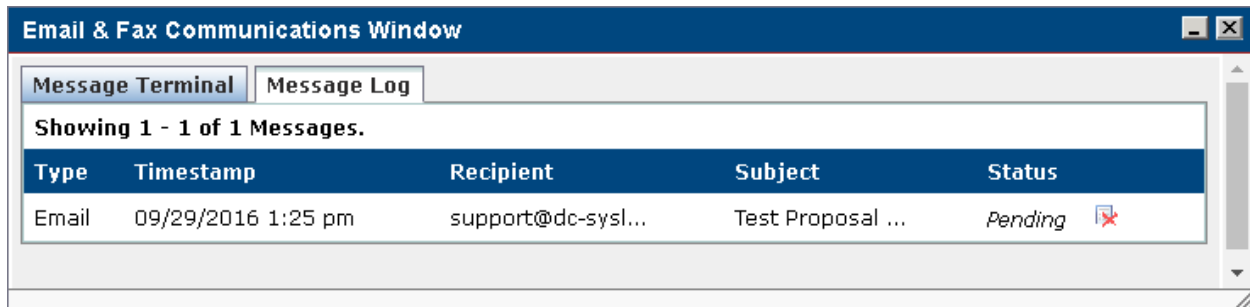 Email & Fax Communications Window
Message Terminal Message Log
Showing 1 - 1 of 1 Messages.
Type Timestamp Recipient Subject Status
Email 09/29/2016 1:25 pm support@dc-sysl... Test Proposal ... Pending